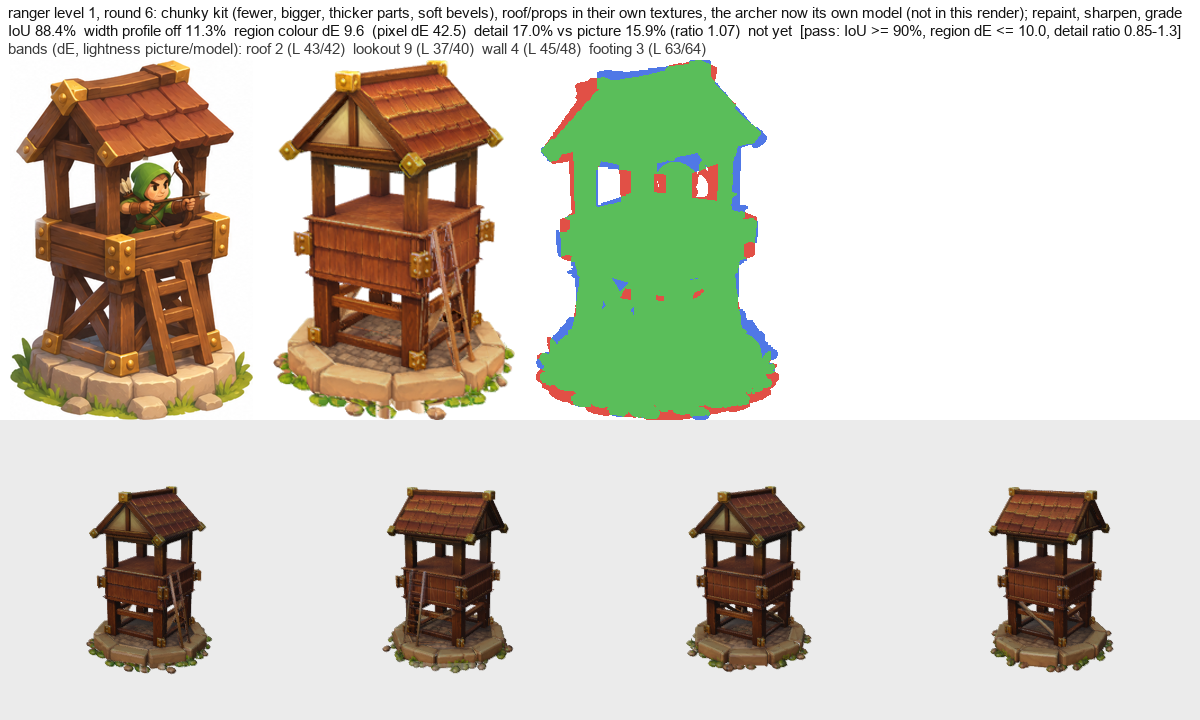 ranger level 1, round 6: chunky kit (fewer, bigger, thicker parts, soft bevels), roof/props in their own textures, the archer now its own model (not in this render); repaint, sharpen, grade
IoU 88.4%  width profile off 11.3%  region colour dE 9.6  (pixel dE 42.5)  detail 17.0% vs picture 15.9% (ratio 1.07)  not yet  [pass: IoU >= 90%, region dE <= 10.0, detail ratio 0.85-1.3]
bands (dE, lightness picture/model): roof 2 (L 43/42)  lookout 9 (L 37/40)  wall 4 (L 45/48)  footing 3 (L 63/64)